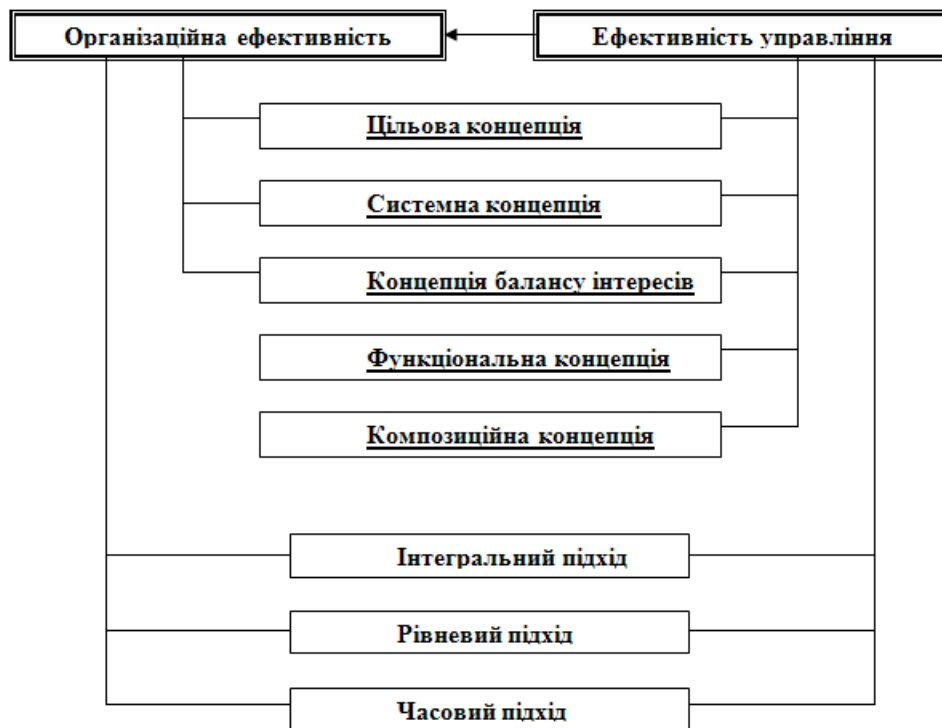 Організаційна ефективність
Ефективність управління
Цільова концепція
Системна концепція
Концепція балансу інтересів
Функціональна концепція
Композиційна концепція
Інтегральний підхід
Рівневий підхід
Часовий підхід